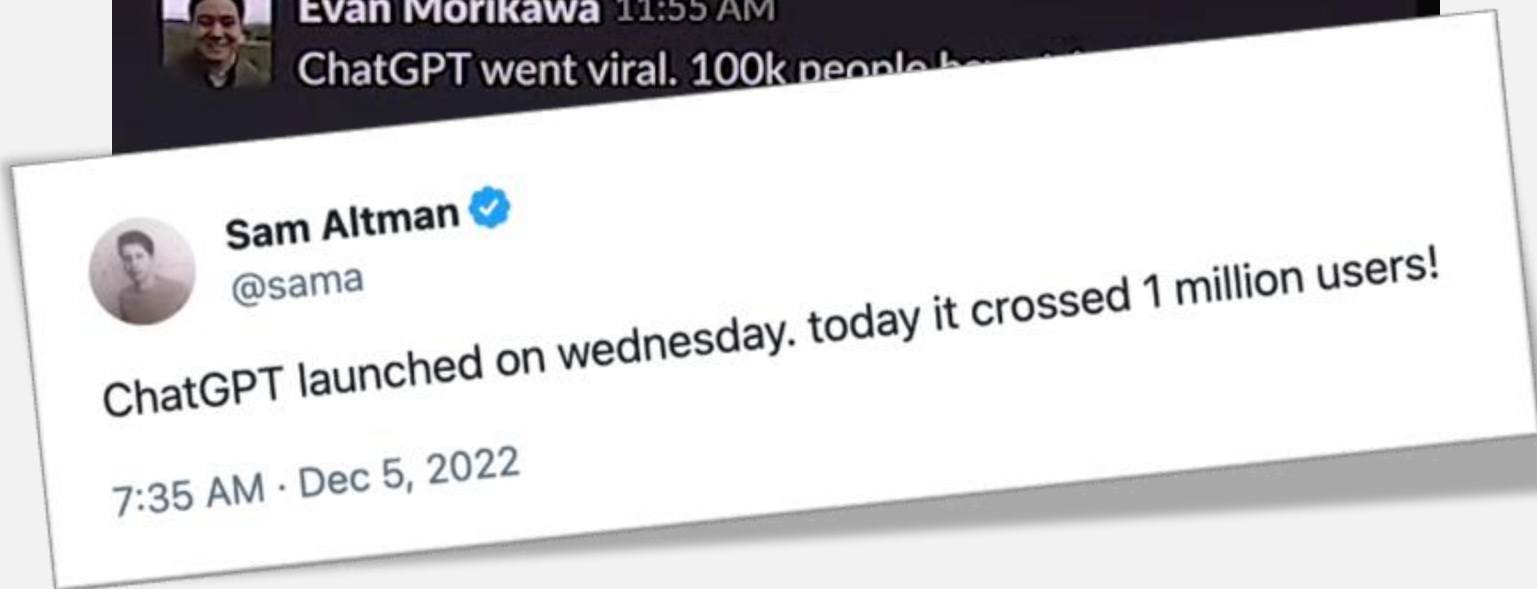 Evan Morikawa 11:55 AM
ChatGPT went viral. 100k people
Sam Altman
@sama
ChatGPT launched on wednesday. today it crossed 1 million users!
7:35 AM · Dec 5, 2022